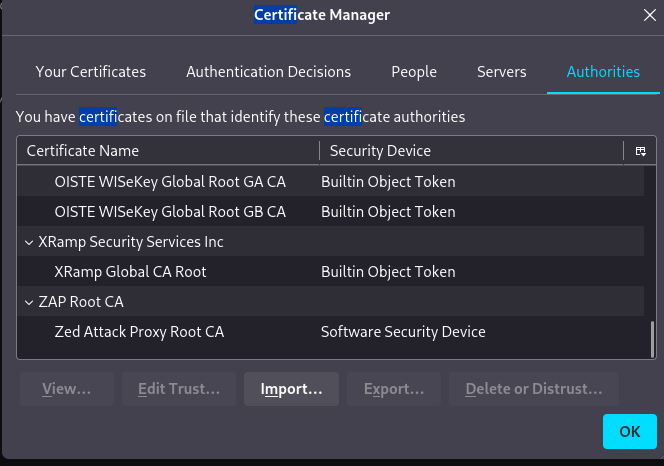 Certificate Manager
Your Certificates Authentication Decisions People Servers Authorities
You have certificates on file that identify these certificate authorities
Certificate Name Security Device
OISTE WISeKey Global Root GA CA Builtin Object Token
OISTE WISeKey Global Root GB CA Builtin Object Token
XRamp Security Services Inc
XRamp Global CA Root Builtin Object Token
ZAP Root CA
Zed Attack Proxy Root CA Software Security Device
View... Edit Trust... Import... Export... Delete or Distrust...
OK